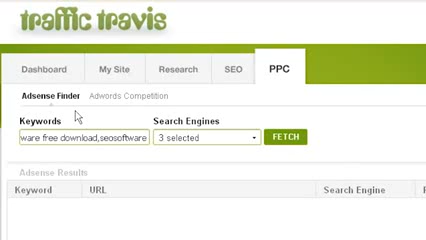 traffic travis
Dashboard My Site Research SEO PPC
Adsense Finder Adwords Competition
Keywords Search Engines
ware free download,seosoftware 3 selected FETCH
Adsense Results
Keyword URL Search Engine